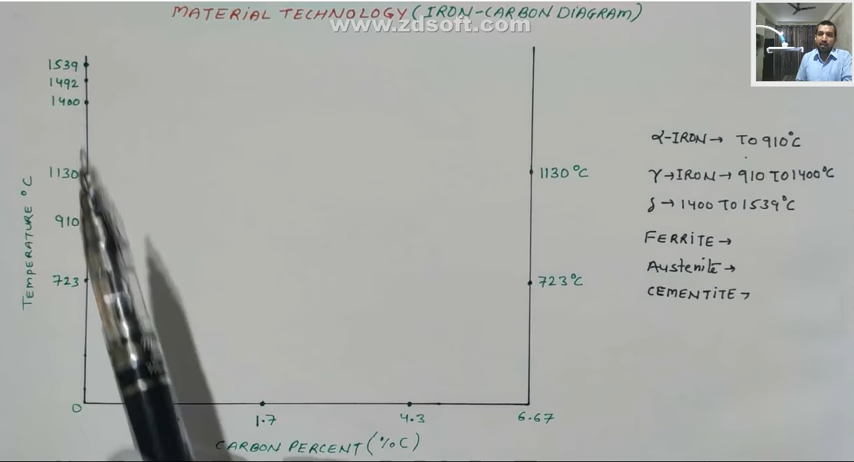 MATERIAL TECHNOLOGY (IRON-CARBON DIAGRAM)
www.zdsoft.com
1539
1492
1400
1130
910
723
0
TEMPERATURE °C
1130°C
723°C
1.7
4.3
6.67
CARBON PERCENT (%C)
α-IRON → TO 910°C
γ → IRON → 910 TO 1400°C
δ → 1400 TO 1539°C
FERRITE →
Austenite →
CEMENTITE →